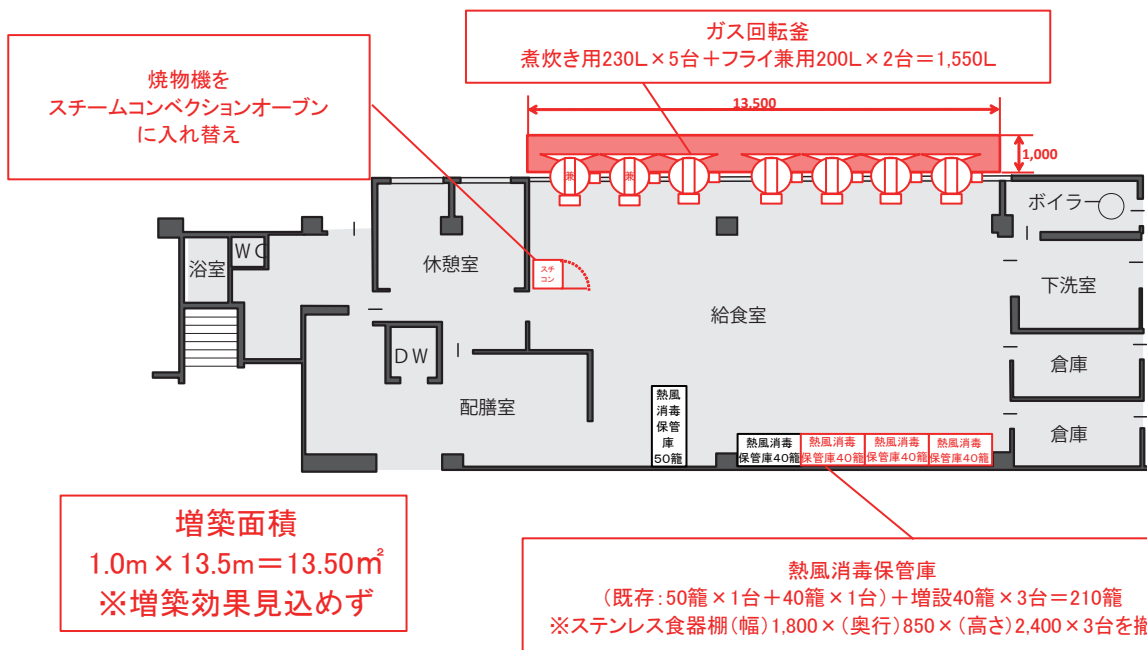 ガス回転釜
煮炊き用230L×5台+フライ兼用200L×2台=1,550L
焼物機を
スチームコンベクションオーブン
に入れ替え
13.500
1,000
兼
兼
ボイラー
浴室
WC
休憩室
スチ
コン
給食室
下洗室
DW
配膳室
倉庫
倉庫
熱風
消毒
保管
庫
50籠
熱風消毒
保管庫40籠
熱風消毒
保管庫40籠
熱風消毒
保管庫40籠
熱風消毒
保管庫40籠
増築面積
1.0m×13.5m=13.50㎡
※増築効果見込めず
熱風消毒保管庫
(既存:50籠×1台+40籠×1台)+増設40籠×3台=210籠
※ステンレス食器棚(幅)1,800×(奥行)850×(高さ)2,400×3台を撤